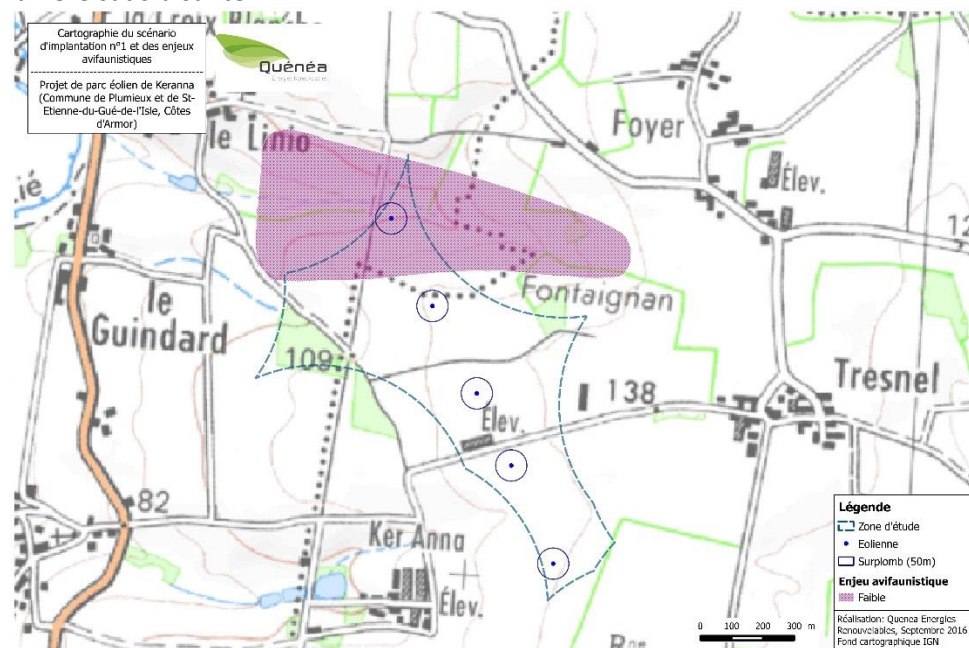 Cartographie du scénario
d'implantation n°1 et des enjeux
avifaunistiques
Projet de parc éolien de Keranna
(Commune de Plumieux et de St-
Etienne-du-Gué-de-l'Isle, Côtes
d'Armor)
Quénéa
le Linio
Foyer
Élev.
12
le
Guindard
Fontaignan
109
138
Tresnel
Élev.
82
Ker Anna
Élev.
Légende
Zone d'étude
Eolienne
Surplomb (50m)
Enjeu avifaunistique
Faible
0 100 200 300 m
Réalisation: Quenea Energies
Renouvelables, Septembre 2016
Fond cartographique IGN